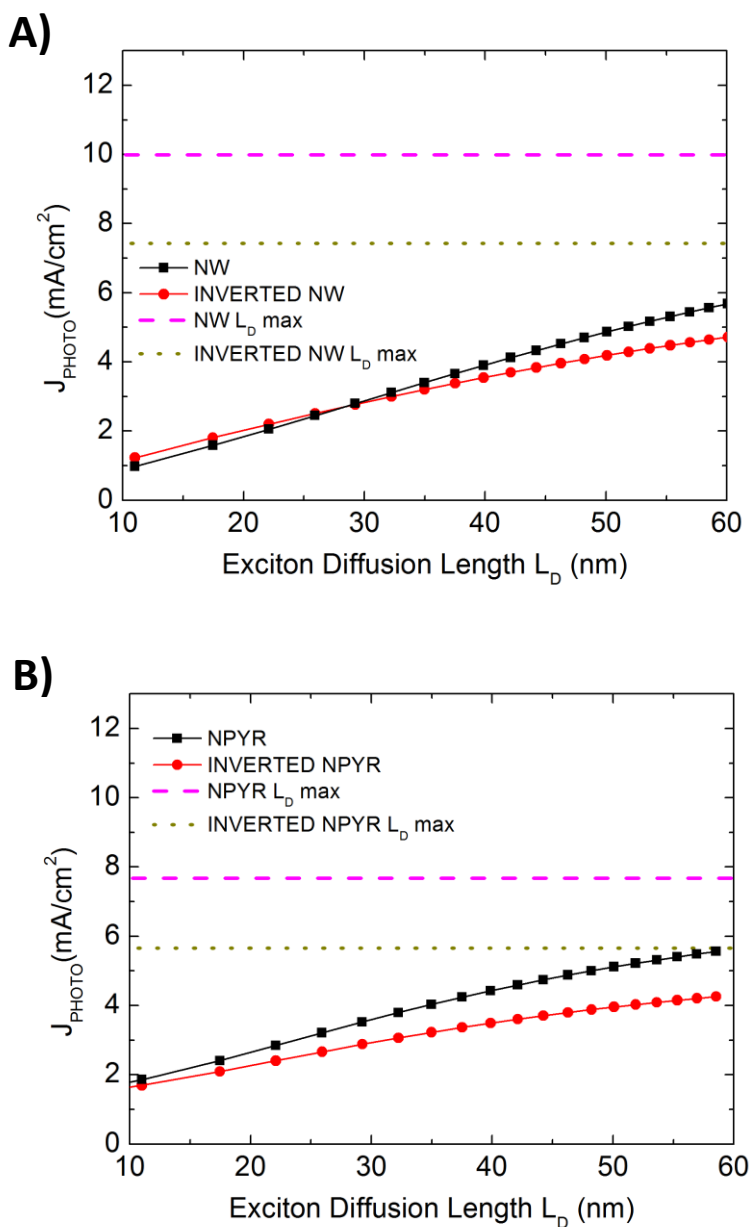 A)
12
10
8
6
4
2
0
J_PHOTO(mA/cm²)
NW
INVERTED NW
NW L_D max
INVERTED NW L_D max
10 20 30 40 50 60
Exciton Diffusion Length L_D (nm)
B)
12
10
8
6
4
2
0
J_PHOTO(mA/cm²)
NPYR
INVERTED NPYR
NPYR L_D max
INVERTED NPYR L_D max
10 20 30 40 50 60
Exciton Diffusion Length L_D (nm)